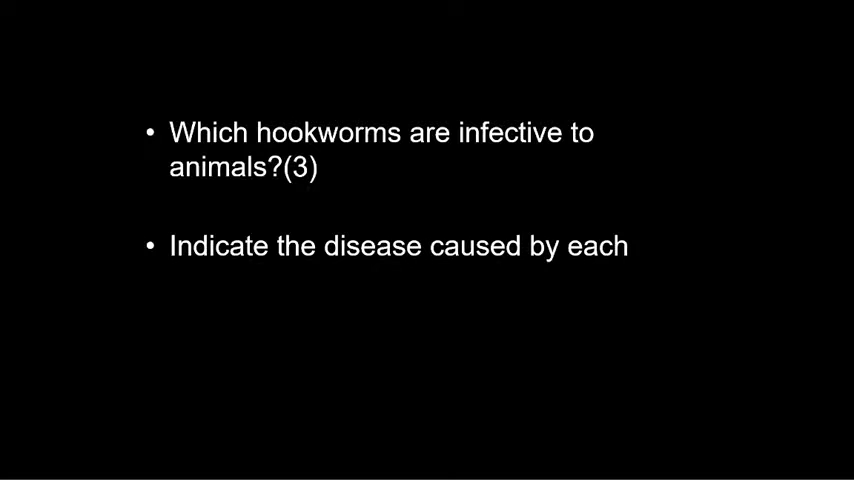 • Which hookworms are infective to
animals?(3)
• Indicate the disease caused by each